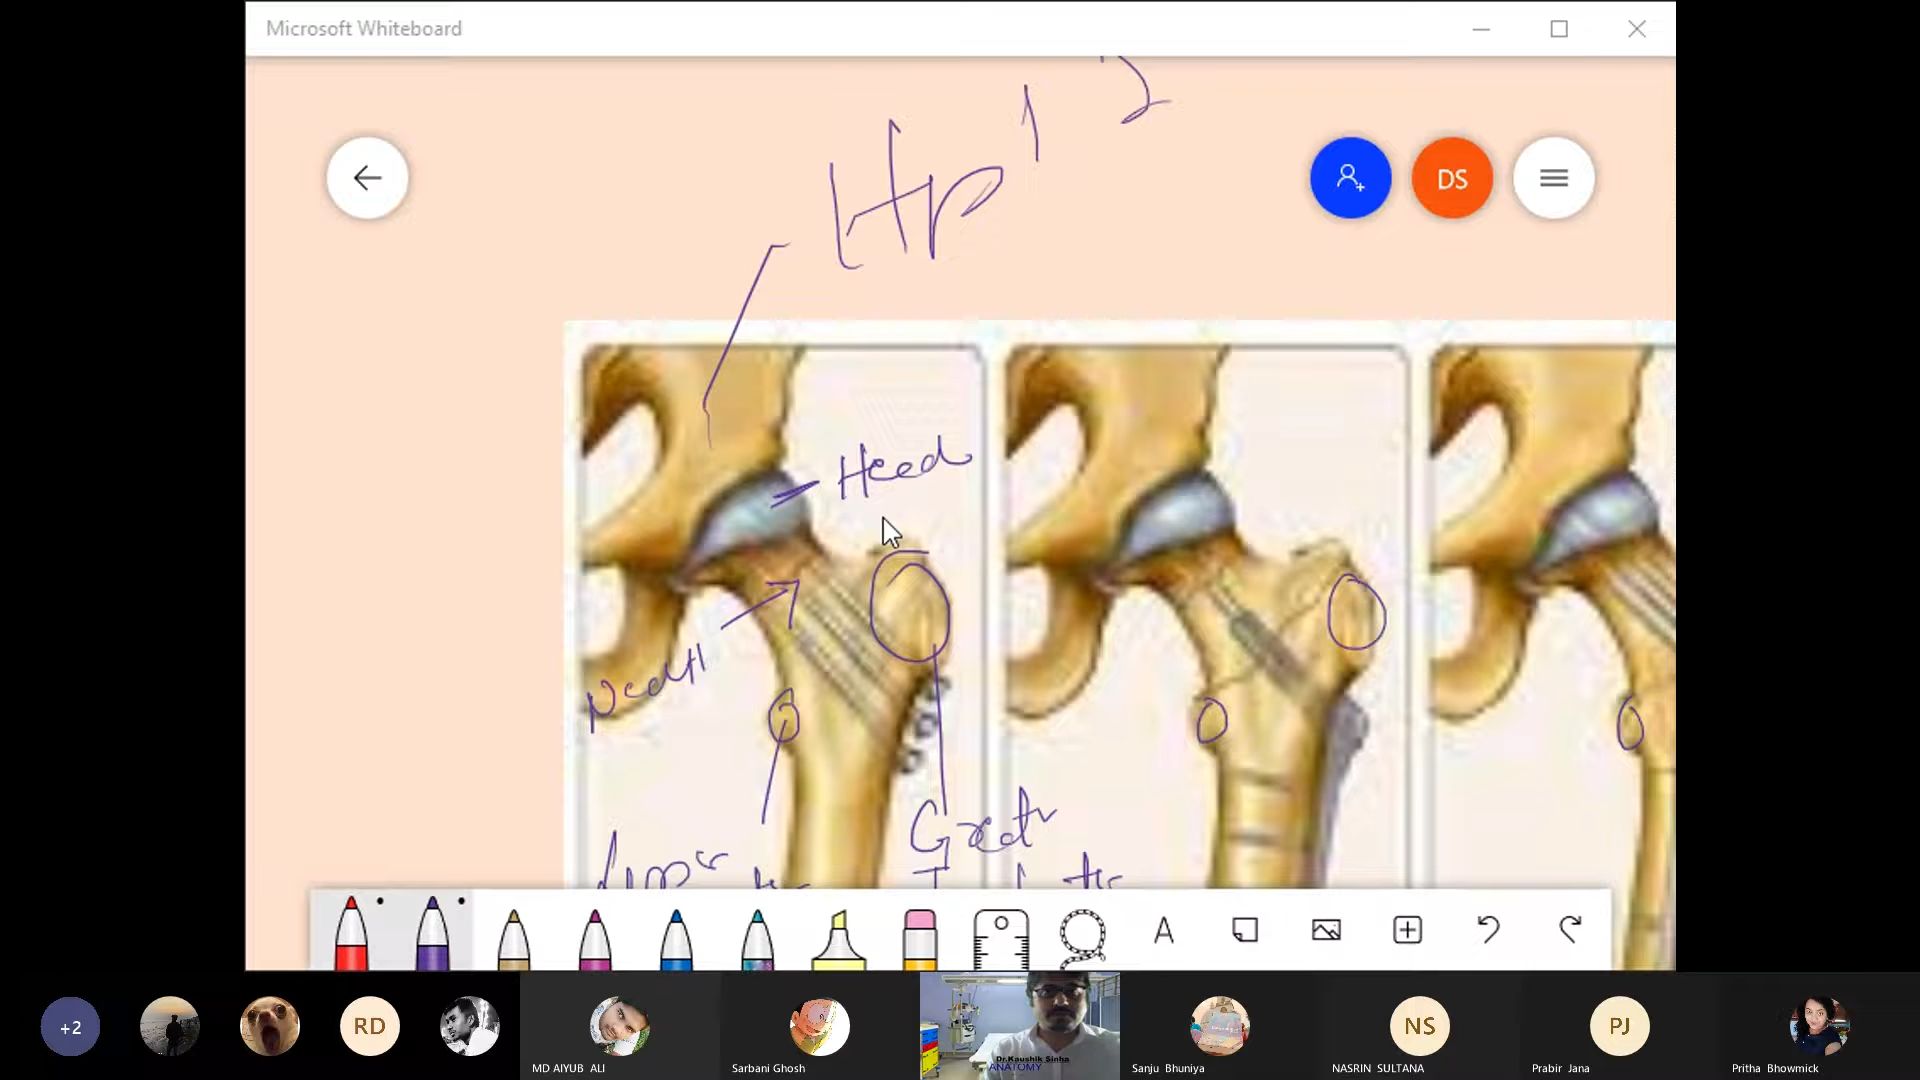 Microsoft Whiteboard
Hip
DS
Head
Neck
A
+2
RD
MD AIYUB ALI
Sarbani Ghosh
Dr.Kaushik Sinha
ANATOMY
Sanju Bhuniya
NS
NASRIN SULTANA
PJ
Prabir Jana
Pritha Bhowmick